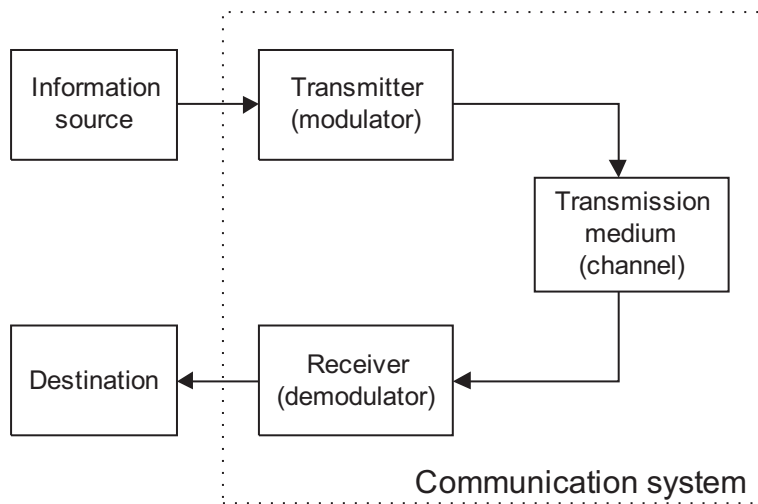 Information
source
Transmitter
(modulator)
Transmission
medium
(channel)
Receiver
(demodulator)
Destination
Communication system